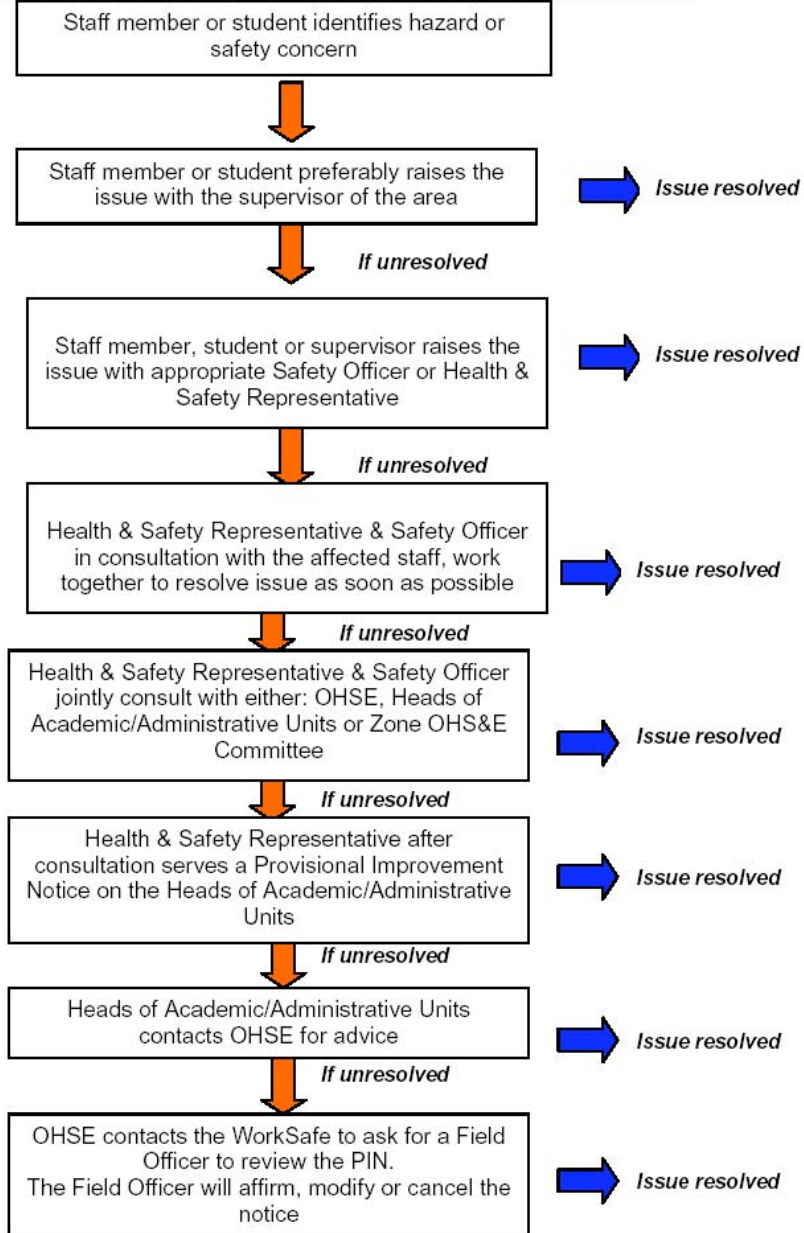 Staff member or student identifies hazard or
safety concern
Staff member or student preferably raises the
issue with the supervisor of the area
Issue resolved
If unresolved
Staff member, student or supervisor raises the
issue with appropriate Safety Officer or Health &
Safety Representative
Issue resolved
If unresolved
Health & Safety Representative & Safety Officer
in consultation with the affected staff, work
together to resolve issue as soon as possible
Issue resolved
If unresolved
Health & Safety Representative & Safety Officer
jointly consult with either: OHSE, Heads of
Academic/Administrative Units or Zone OHS&E
Committee
Issue resolved
If unresolved
Health & Safety Representative after
consultation serves a Provisional Improvement
Notice on the Heads of Academic/Administrative
Units
Issue resolved
If unresolved
Heads of Academic/Administrative Units
contacts OHSE for advice
Issue resolved
If unresolved
OHSE contacts the WorkSafe to ask for a Field
Officer to review the PIN.
The Field Officer will affirm, modify or cancel the
notice
Issue resolved